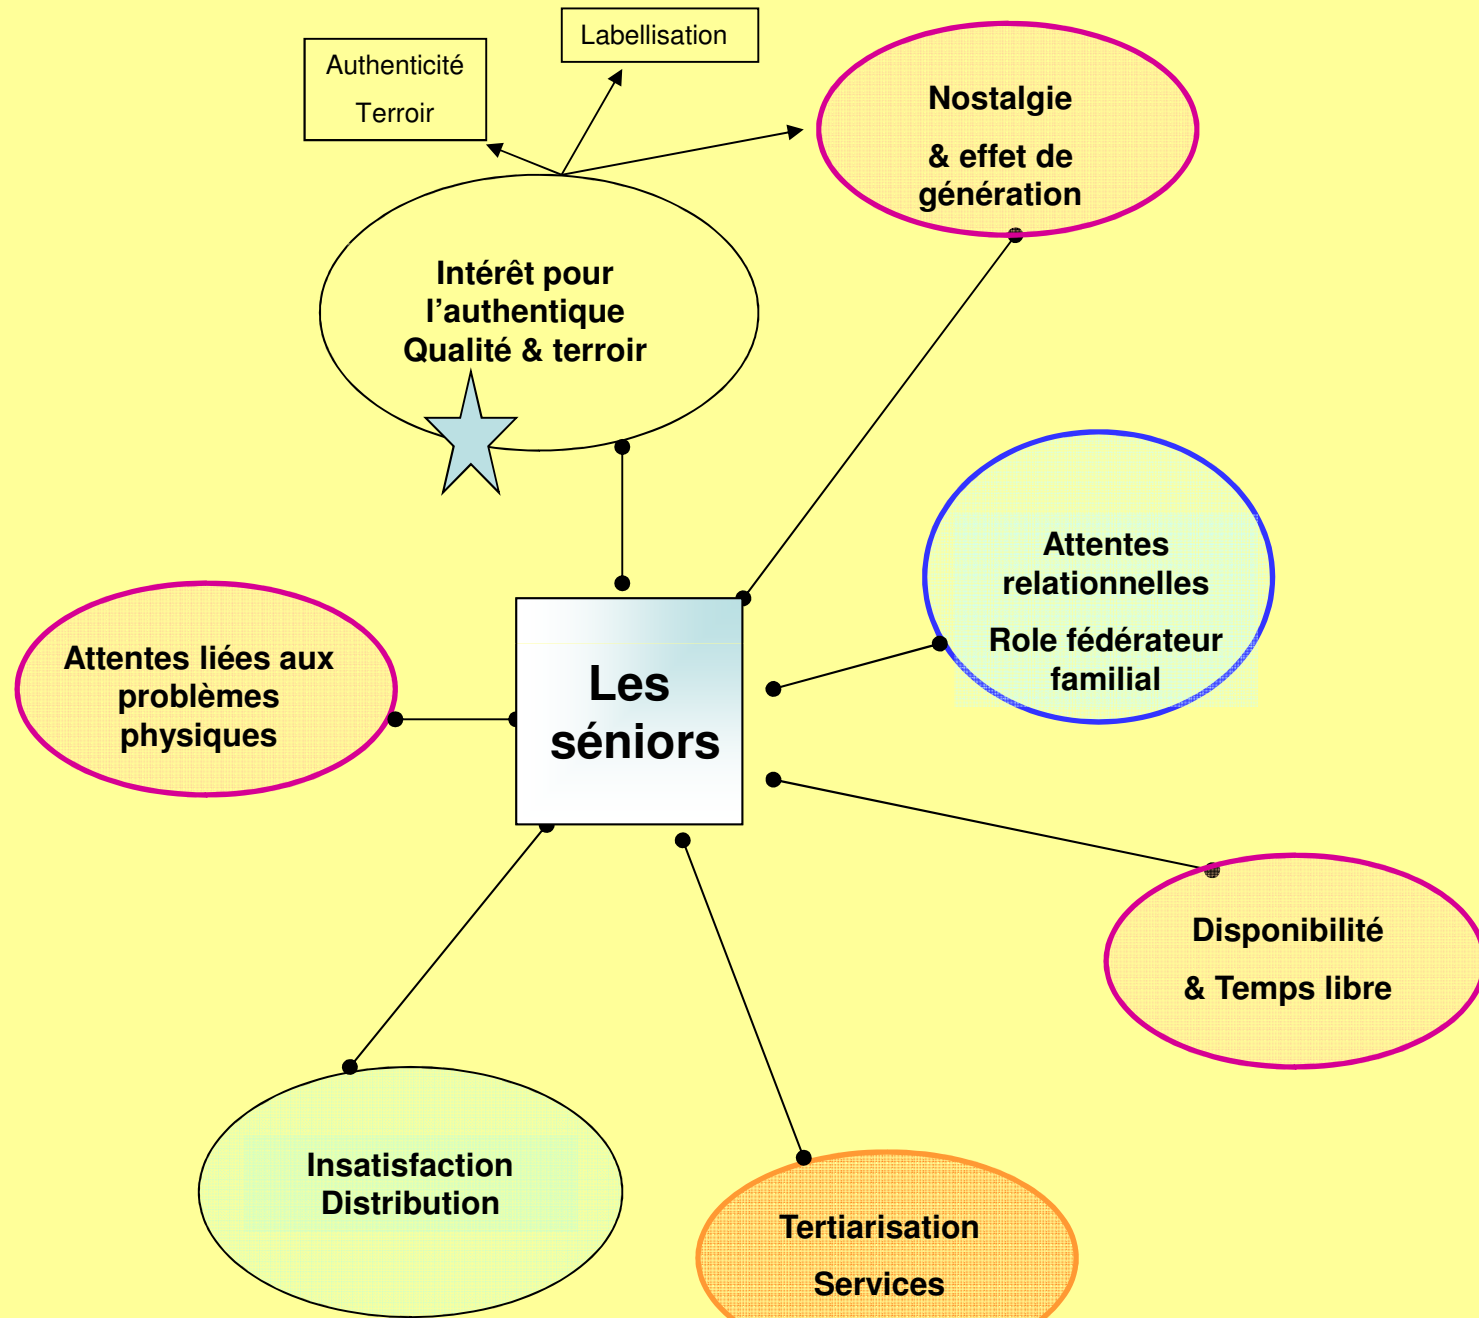 Labellisation
Authenticité
Terroir
Nostalgie
& effet de
génération
Intérêt pour
l’authentique
Qualité & terroir
Attentes
relationnelles
Role fédérateur
familial
Attentes liées aux
problèmes
physiques
Les
séniors
Disponibilité
& Temps libre
Insatisfaction
Distribution
Tertiarisation
Services